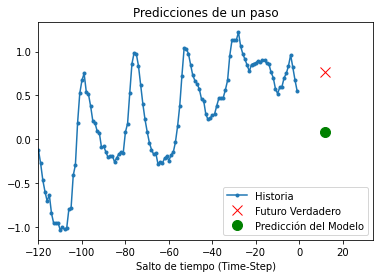 Predicciones de un paso
1.0
0.5
0.0
−0.5
−1.0
−120 −100 −80 −60 −40 −20 0 20
Salto de tiempo (Time-Step)
Historia
Futuro Verdadero
Predicción del Modelo